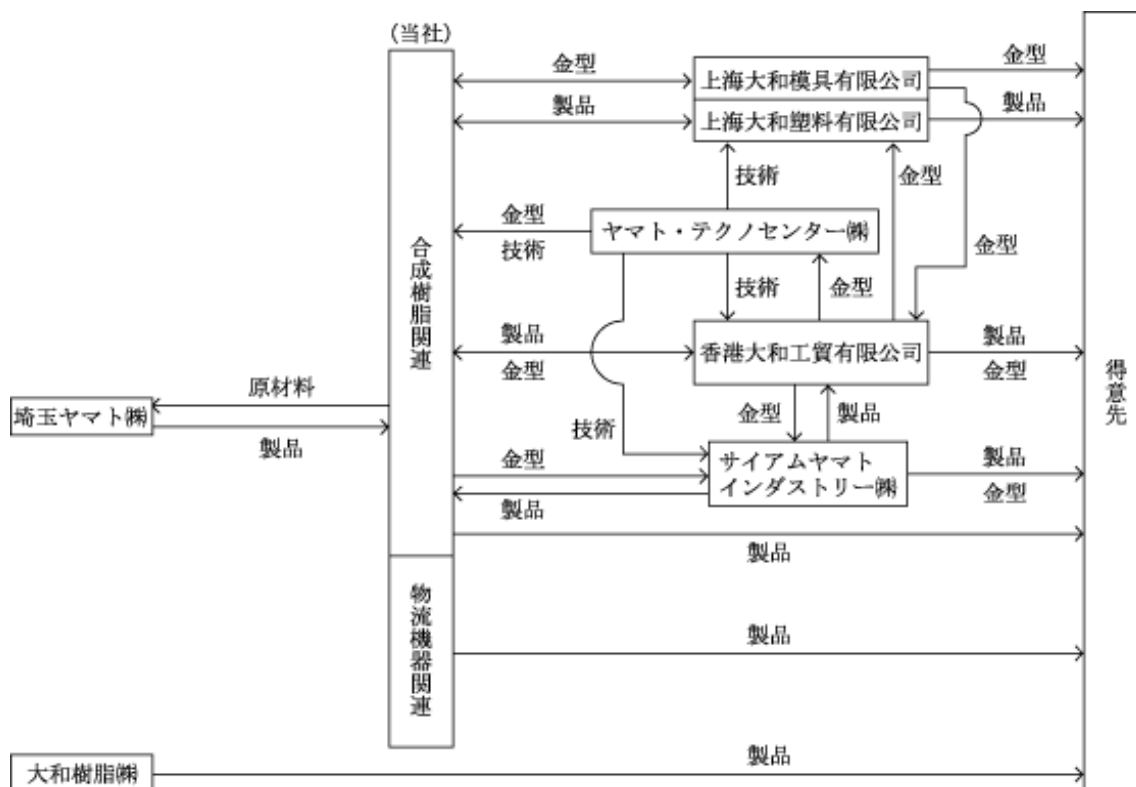 (当社)
金型
上海大和模具有限公司
金型
製品
上海大和塑料有限公司
製品
技術
金型
金型
技術
ヤマト・テクノセンター㈱
金型
合成樹脂関連
技術
金型
製品
金型
香港大和工貿有限公司
製品
金型
得意先
原材料
埼玉ヤマト㈱
製品
金型
製品
技術
金型
サイアムヤマト
インダストリー㈱
製品
金型
製品
製品
物流機器関連
製品
大和樹脂㈱
製品